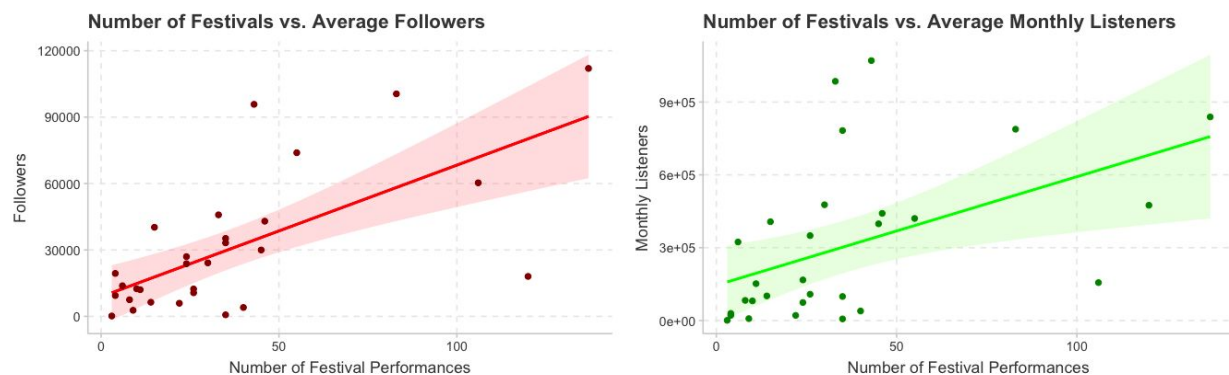 Number of Festivals vs. Average Followers
120000
90000
60000
30000
0
Followers
0
50
100
Number of Festival Performances
Number of Festivals vs. Average Monthly Listeners
9e+05
6e+05
3e+05
0e+00
Monthly Listeners
0
50
100
Number of Festival Performances